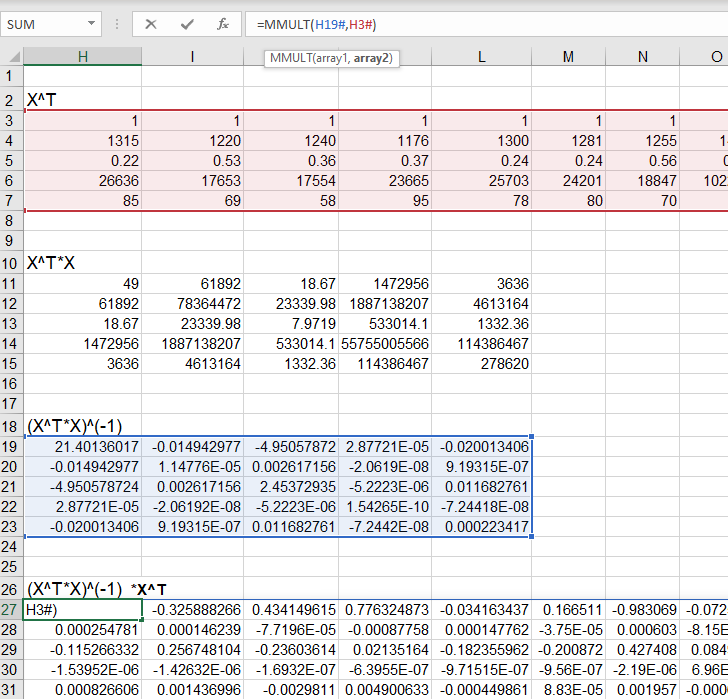 SUM =MMULT(H19#,H3#)
MMULT(array1, array2)
H I L M N O
1
2 X^T
3 1 1 1 1 1 1 1
4 1315 1220 1240 1176 1300 1281 1255
5 0.22 0.53 0.36 0.37 0.24 0.24 0.56
6 26636 17653 17554 23665 25703 24201 18847 102
7 85 69 58 95 78 80 70
8
9
10 X^T*X
11 49 61892 18.67 1472956 3636
12 61892 78364472 23339.98 1887138207 4613164
13 18.67 23339.98 7.9719 533014.1 1332.36
14 1472956 1887138207 533014.1 55755005566 114386467
15 3636 4613164 1332.36 114386467 278620
16
17
18 (X^T*X)^(-1)
19 21.40136017 -0.014942977 -4.95057872 2.87721E-05 -0.020013406
20 -0.014942977 1.14776E-05 0.002617156 -2.0619E-08 9.19315E-07
21 -4.950578724 0.002617156 2.45372935 -5.2223E-06 0.011682761
22 2.87721E-05 -2.06192E-08 -5.2223E-06 1.54265E-10 -7.24418E-08
23 -0.020013406 9.19315E-07 0.011682761 -7.2442E-08 0.000223417
24
25
26 (X^T*X)^(-1) *X^T
27 H3#) -0.325888266 0.434149615 0.776324873 -0.034163437 0.166511 -0.983069 -0.072
28 0.000254781 0.000146239 -7.7196E-05 -0.00087758 0.000147762 -3.75E-05 0.000603 -8.15E
29 -0.115266332 0.256748104 -0.23603614 0.02135164 -0.182355962 -0.200872 0.427408 0.084
30 -1.53952E-06 -1.42632E-06 -1.6932E-07 -6.3955E-07 -9.71515E-07 -9.56E-07 -2.19E-06 6.96E
31 0.000826606 0.001436996 -0.0029811 0.004900633 -0.000449861 8.83E-05 0.001957 -0.000